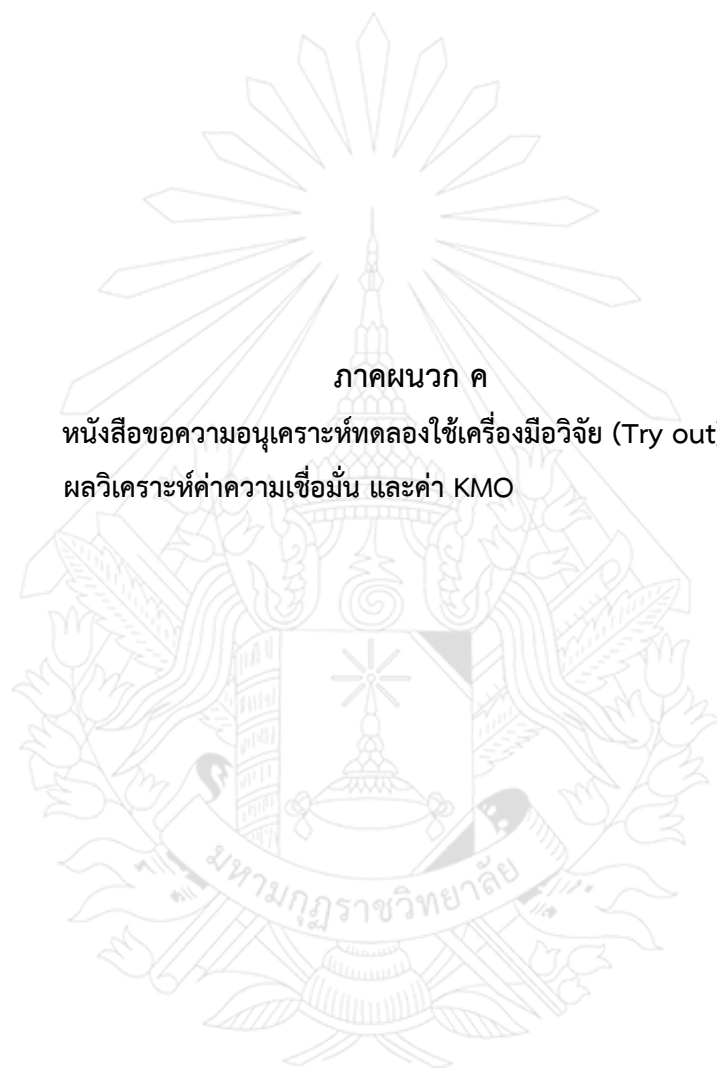 ภาคผนวก ค
หนังสือขอความอนุเคราะห์ทดลองใช้เครื่องมือวิจัย (Try out)
ผลวิเคราะห์ค่าความเชื่อมั่น และค่า KMO
มหามกุฏราชวิทยาลัย